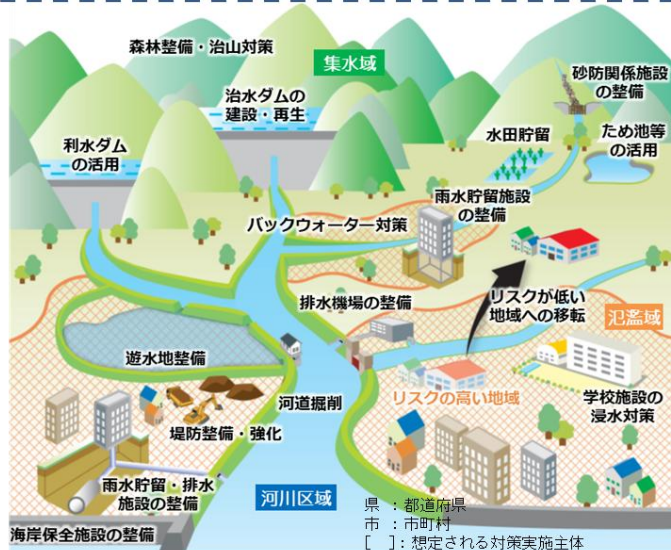 森林整備・治山対策
集水域
治水ダムの
建設・再生
砂防関係施設
の整備
利水ダム
の活用
水田貯留
ため池等
の活用
雨水貯留施設
の整備
バックウォーター対策
排水機場の整備
リスクが低い
地域への移転
氾濫域
遊水地整備
リスクの高い地域
学校施設の
浸水対策
河道掘削
堤防整備・強化
雨水貯留・排水
施設の整備
河川区域
海岸保全施設の整備
県 ：都道府県
市 ：市町村
[ ]：想定される対策実施主体